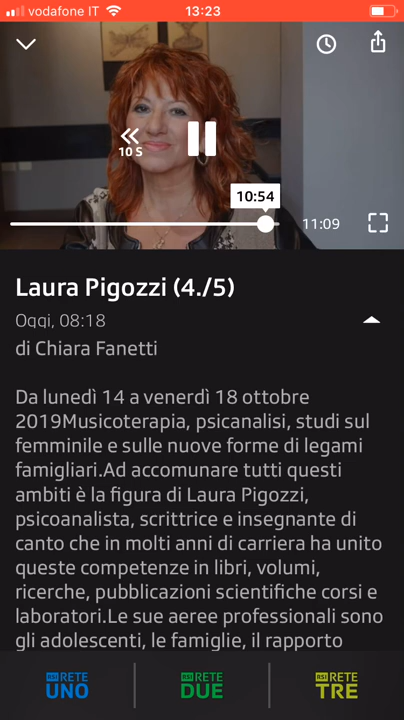 vodafone IT
13:23
10 S
10:54
11:09
Laura Pigozzi (4./5)
Oggi, 08:18
di Chiara Fanetti
Da lunedì 14 a venerdì 18 ottobre
2019Musicoterapia, psicanalisi, studi sul
femminile e sulle nuove forme di legami
famigliari.Ad accomunare tutti questi
ambiti è la figura di Laura Pigozzi,
psicoanalista, scrittrice e insegnante di
canto che in molti anni di carriera ha unito
queste competenze in libri, volumi,
ricerche, pubblicazioni scientifiche corsi e
laboratori.Le sue aeree professionali sono
gli adolescenti, le famiglie, il rapporto
RSI RETE UNO
RSI RETE DUE
RSI RETE TRE